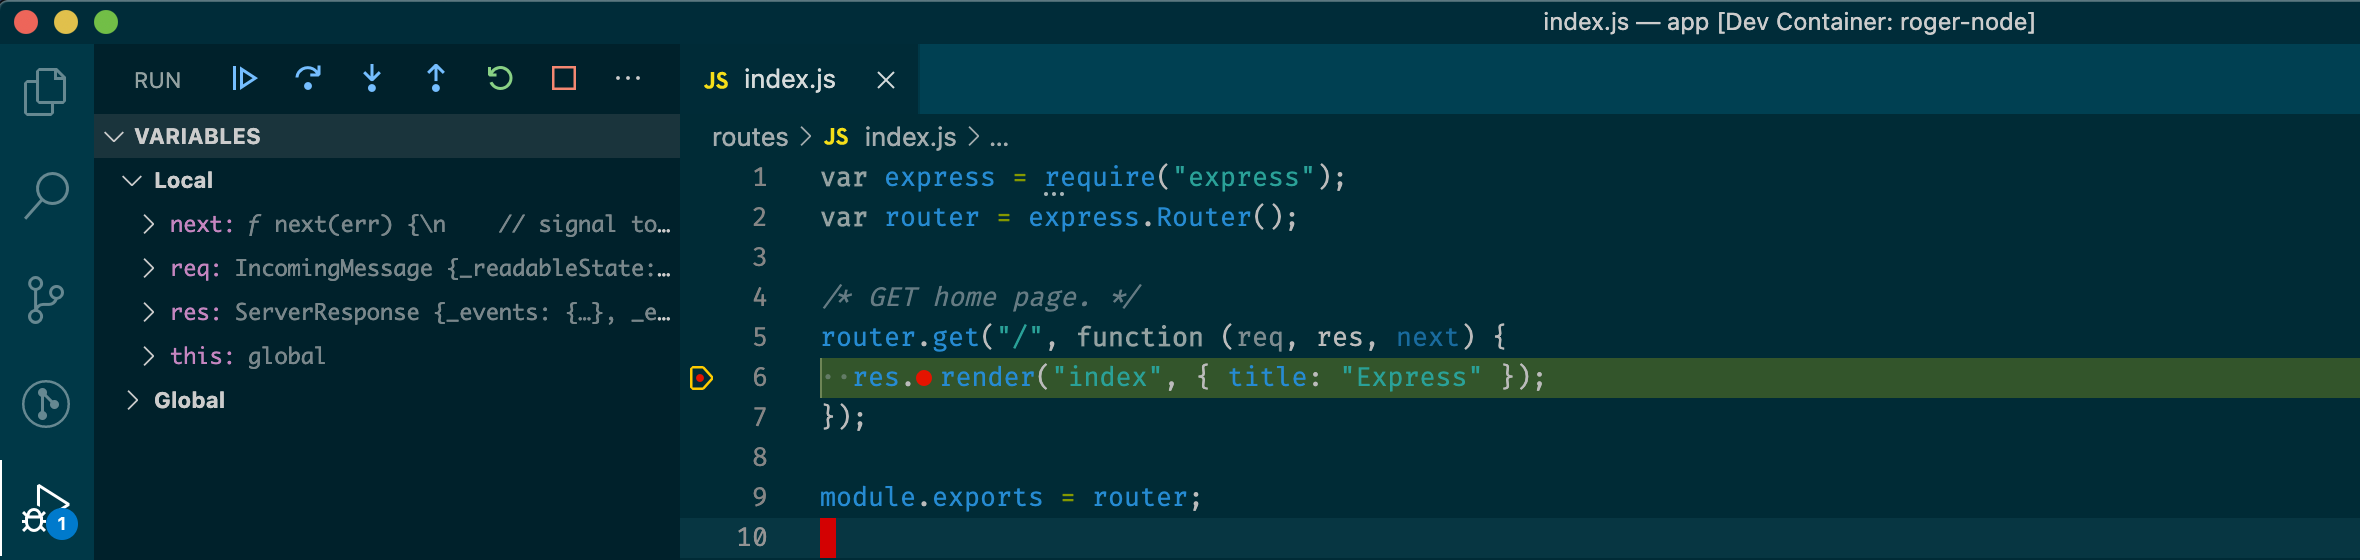 index.js — app [Dev Container: roger-node]
RUN
JS index.js
VARIABLES
Local
next: ƒ next(err) {\n    // signal to…
req: IncomingMessage {_readableState:…
res: ServerResponse {_events: {…}, _e…
this: global
Global
1
routes > JS index.js > ...
1 var express = require("express");
2 var router = express.Router();
3
4 /* GET home page. */
5 router.get("/", function (req, res, next) {
6   res.render("index", { title: "Express" });
7 });
8
9 module.exports = router;
10